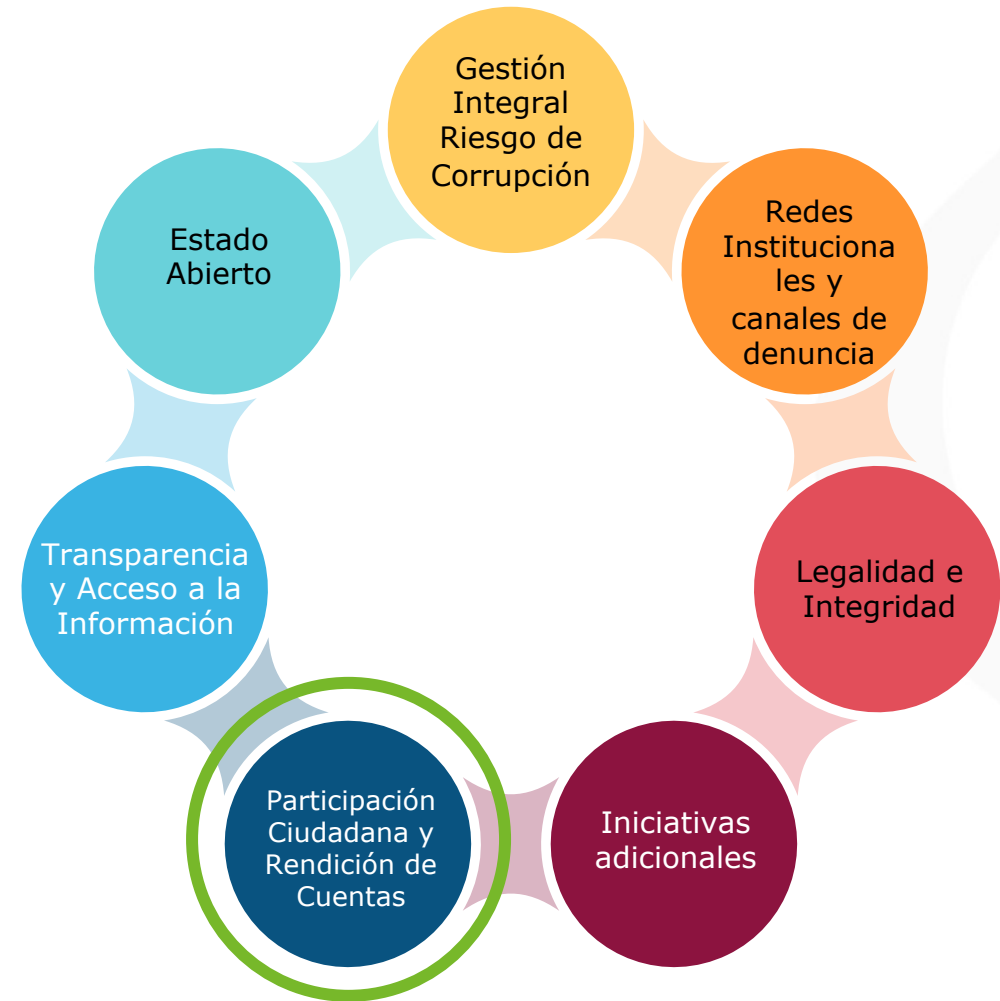 Gestión
Integral
Riesgo de
Corrupción
Redes
Instituciona
les y
canales de
denuncia
Legalidad e
Integridad
Iniciativas
adicionales
Participación
Ciudadana y
Rendición de
Cuentas
Transparencia
y Acceso a la
Información
Estado
Abierto